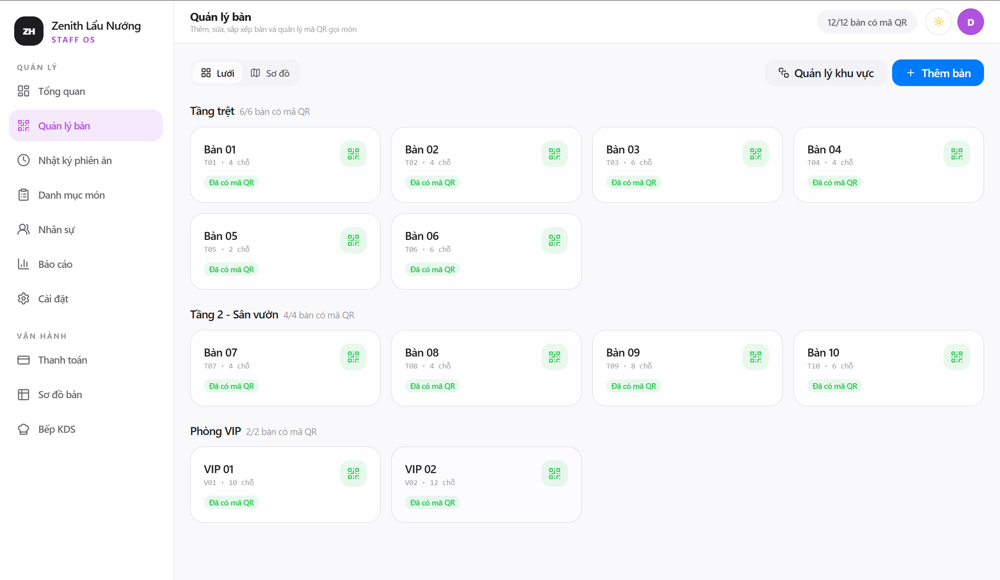 ZH
Zenith Lẩu Nướng
STAFF OS
QUẢN LÝ
Tổng quan
Quản lý bàn
Nhật ký phiên ăn
Danh mục món
Nhân sự
Báo cáo
Cài đặt
VẬN HÀNH
Thanh toán
Sơ đồ bàn
Bếp KDS
Quản lý bàn
Thêm, sửa, sắp xếp bàn và quản lý mã QR gọi món
12/12 bàn có mã QR
D
Lưới
Sơ đồ
Quản lý khu vực
+ Thêm bàn
Tầng trệt 6/6 bàn có mã QR
Bàn 01
T01 · 4 chỗ
Đã có mã QR
Bàn 02
T02 · 4 chỗ
Đã có mã QR
Bàn 03
T03 · 6 chỗ
Đã có mã QR
Bàn 04
T04 · 4 chỗ
Đã có mã QR
Bàn 05
T05 · 2 chỗ
Đã có mã QR
Bàn 06
T06 · 6 chỗ
Đã có mã QR
Tầng 2 - Sân vườn 4/4 bàn có mã QR
Bàn 07
T07 · 4 chỗ
Đã có mã QR
Bàn 08
T08 · 4 chỗ
Đã có mã QR
Bàn 09
T09 · 8 chỗ
Đã có mã QR
Bàn 10
T10 · 6 chỗ
Đã có mã QR
Phòng VIP 2/2 bàn có mã QR
VIP 01
V01 · 10 chỗ
Đã có mã QR
VIP 02
V02 · 12 chỗ
Đã có mã QR